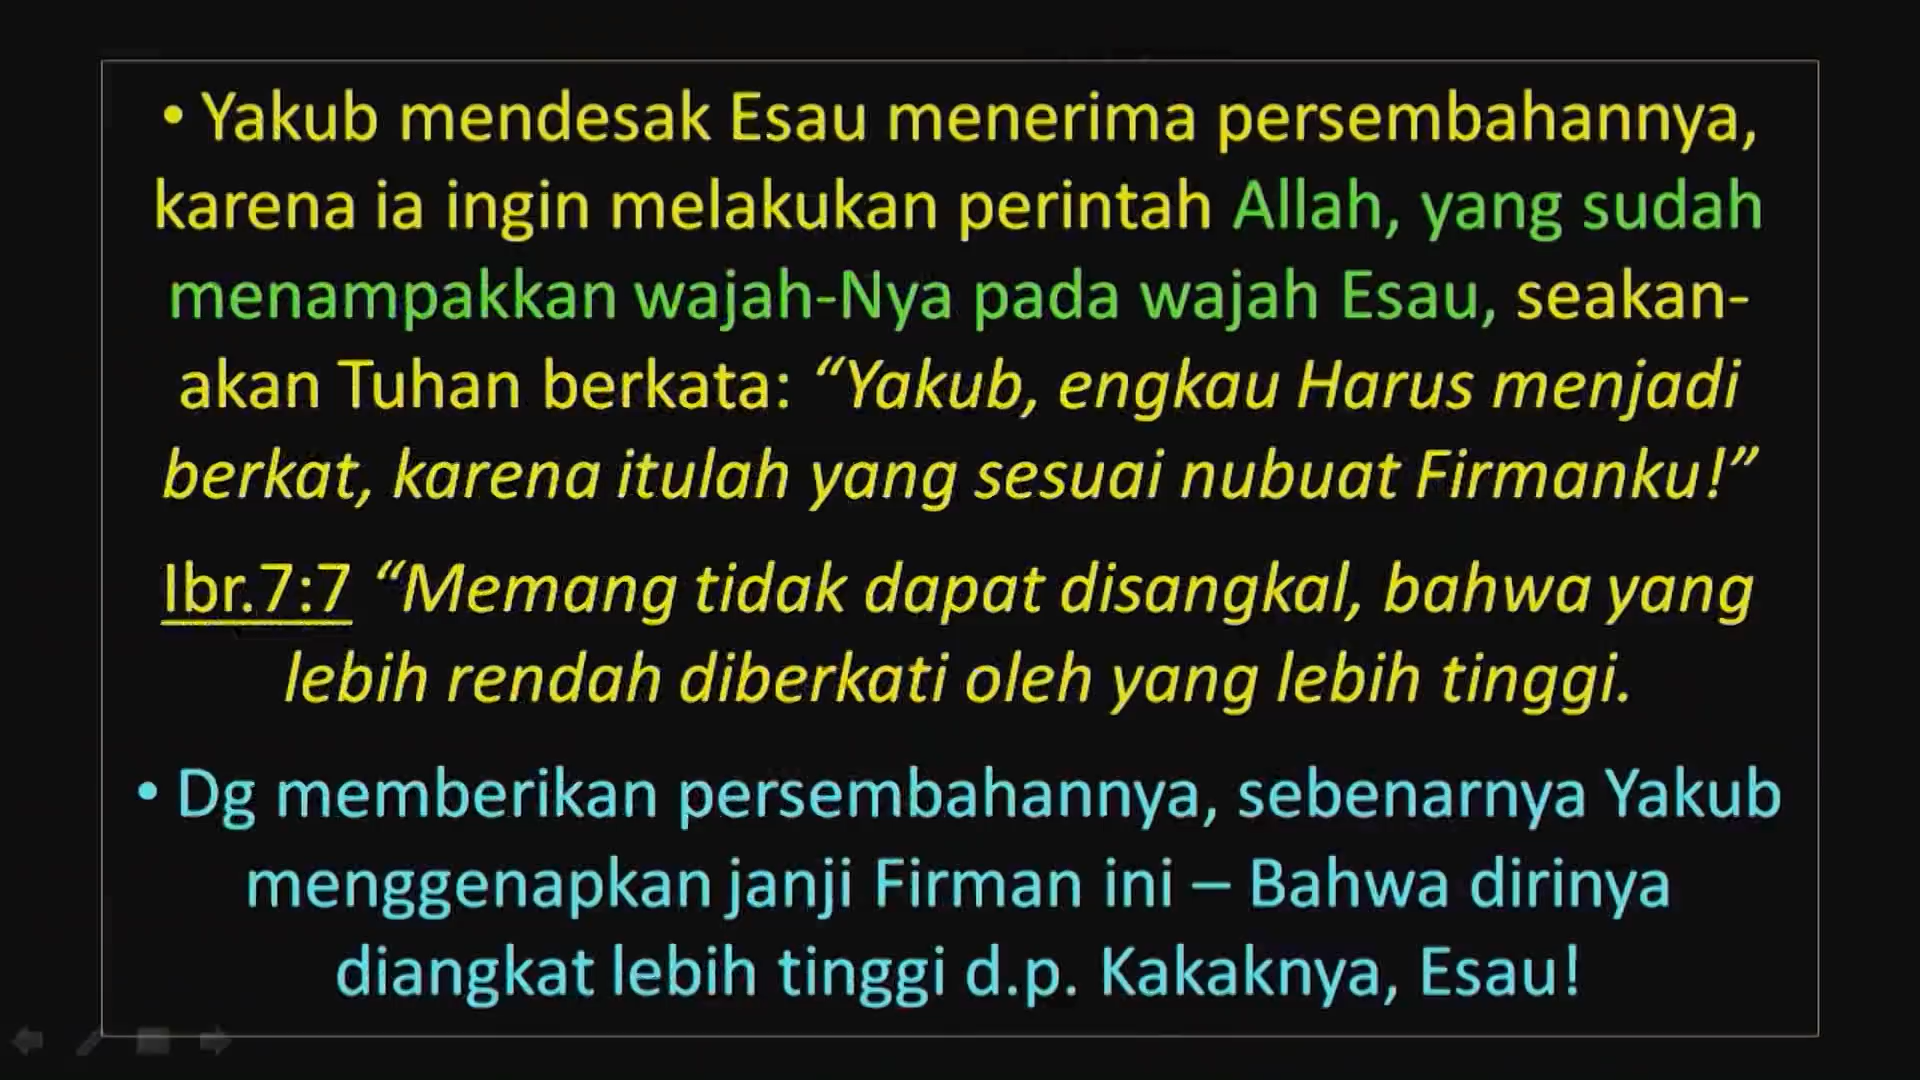 • Yakub mendesak Esau menerima persembahannya,
karena ia ingin melakukan perintah Allah, yang sudah
menampakkan wajah-Nya pada wajah Esau, seakan-
akan Tuhan berkata: “Yakub, engkau Harus menjadi
berkat, karena itulah yang sesuai nubuat Firmanku!”
Ibr.7:7 “Memang tidak dapat disangkal, bahwa yang
lebih rendah diberkati oleh yang lebih tinggi.
• Dg memberikan persembahannya, sebenarnya Yakub
menggenapkan janji Firman ini – Bahwa dirinya
diangkat lebih tinggi d.p. Kakaknya, Esau!